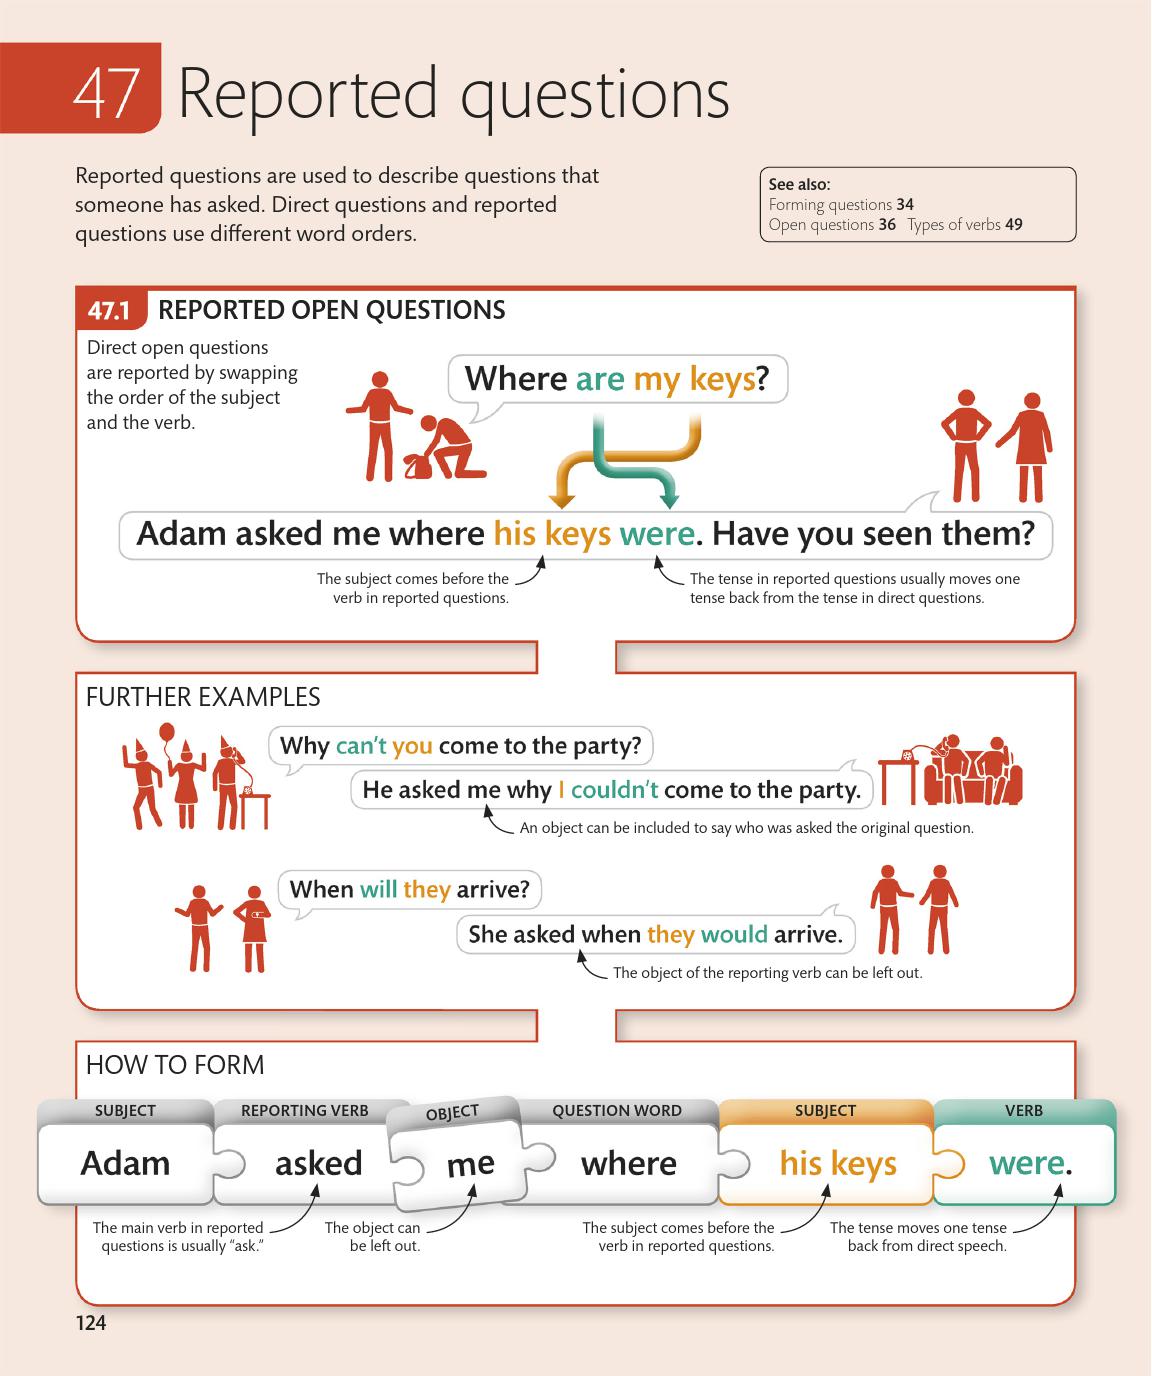 47 Reported questions
Reported questions are used to describe questions that
someone has asked. Direct questions and reported
questions use different word orders.
See also:
Forming questions 34
Open questions 36 Types of verbs 49
47.1 REPORTED OPEN QUESTIONS
Direct open questions
are reported by swapping
the order of the subject
and the verb.
Where are my keys?
Adam asked me where his keys were. Have you seen them?
The subject comes before the
verb in reported questions.
The tense in reported questions usually moves one
tense back from the tense in direct questions.
FURTHER EXAMPLES
Why can't you come to the party?
He asked me why I couldn't come to the party.
An object can be included to say who was asked the original question.
When will they arrive?
She asked when they would arrive.
The object of the reporting verb can be left out.
HOW TO FORM
SUBJECT REPORTING VERB OBJECT QUESTION WORD SUBJECT VERB
Adam asked me where his keys were.
The main verb in reported
questions is usually “ask.”
The object can
be left out.
The subject comes before the
verb in reported questions.
The tense moves one tense
back from direct speech.
124